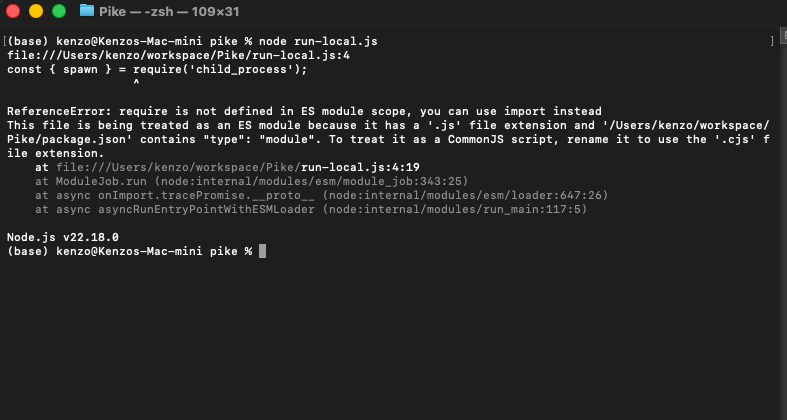 Pike — -zsh — 109×31
[(base) kenzo@Kenzos-Mac-mini pike % node run-local.js ]
file:///Users/kenzo/workspace/Pike/run-local.js:4
const { spawn } = require('child_process');
^
ReferenceError: require is not defined in ES module scope, you can use import instead
This file is being treated as an ES module because it has a '.js' file extension and '/Users/kenzo/workspace/
Pike/package.json' contains "type": "module". To treat it as a CommonJS script, rename it to use the '.cjs' f
ile extension.
at file:///Users/kenzo/workspace/Pike/run-local.js:4:19
at ModuleJob.run (node:internal/modules/esm/module_job:343:25)
at async onImport.tracePromise.__proto__ (node:internal/modules/esm/loader:647:26)
at async asyncRunEntryPointWithESMLoader (node:internal/modules/run_main:117:5)
Node.js v22.18.0
(base) kenzo@Kenzos-Mac-mini pike %